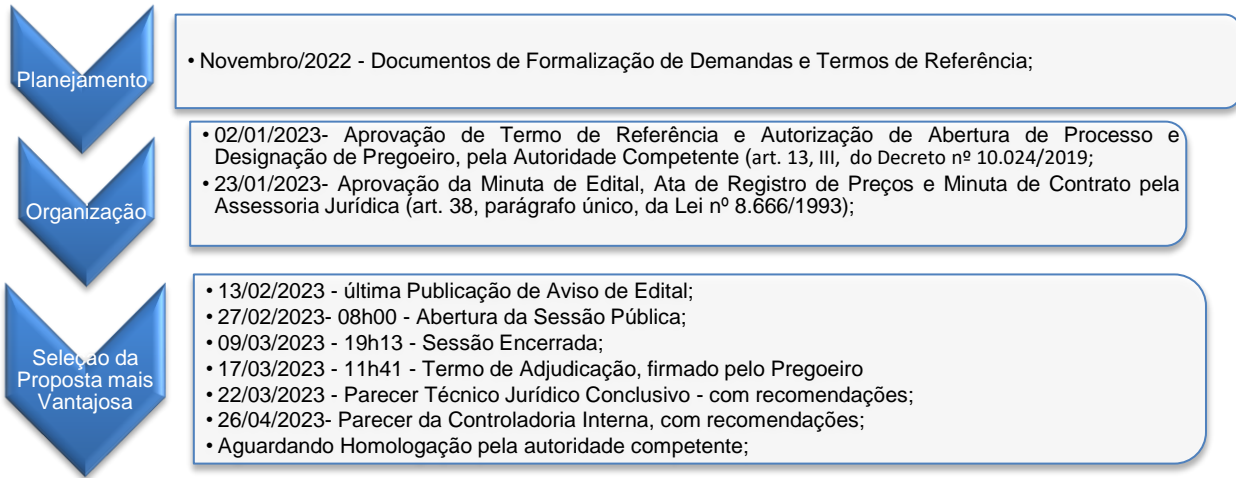 Planejamento
• Novembro/2022 - Documentos de Formalização de Demandas e Termos de Referência;
Organização
• 02/01/2023- Aprovação de Termo de Referência e Autorização de Abertura de Processo e
Designação de Pregoeiro, pela Autoridade Competente (art. 13, III, do Decreto nº 10.024/2019;
• 23/01/2023- Aprovação da Minuta de Edital, Ata de Registro de Preços e Minuta de Contrato pela
Assessoria Jurídica (art. 38, parágrafo único, da Lei nº 8.666/1993);
Seleção da
Proposta mais
Vantajosa
• 13/02/2023 - última Publicação de Aviso de Edital;
• 27/02/2023- 08h00 - Abertura da Sessão Pública;
• 09/03/2023 - 19h13 - Sessão Encerrada;
• 17/03/2023 - 11h41 - Termo de Adjudicação, firmado pelo Pregoeiro
• 22/03/2023 - Parecer Técnico Jurídico Conclusivo - com recomendações;
• 26/04/2023- Parecer da Controladoria Interna, com recomendações;
• Aguardando Homologação pela autoridade competente;